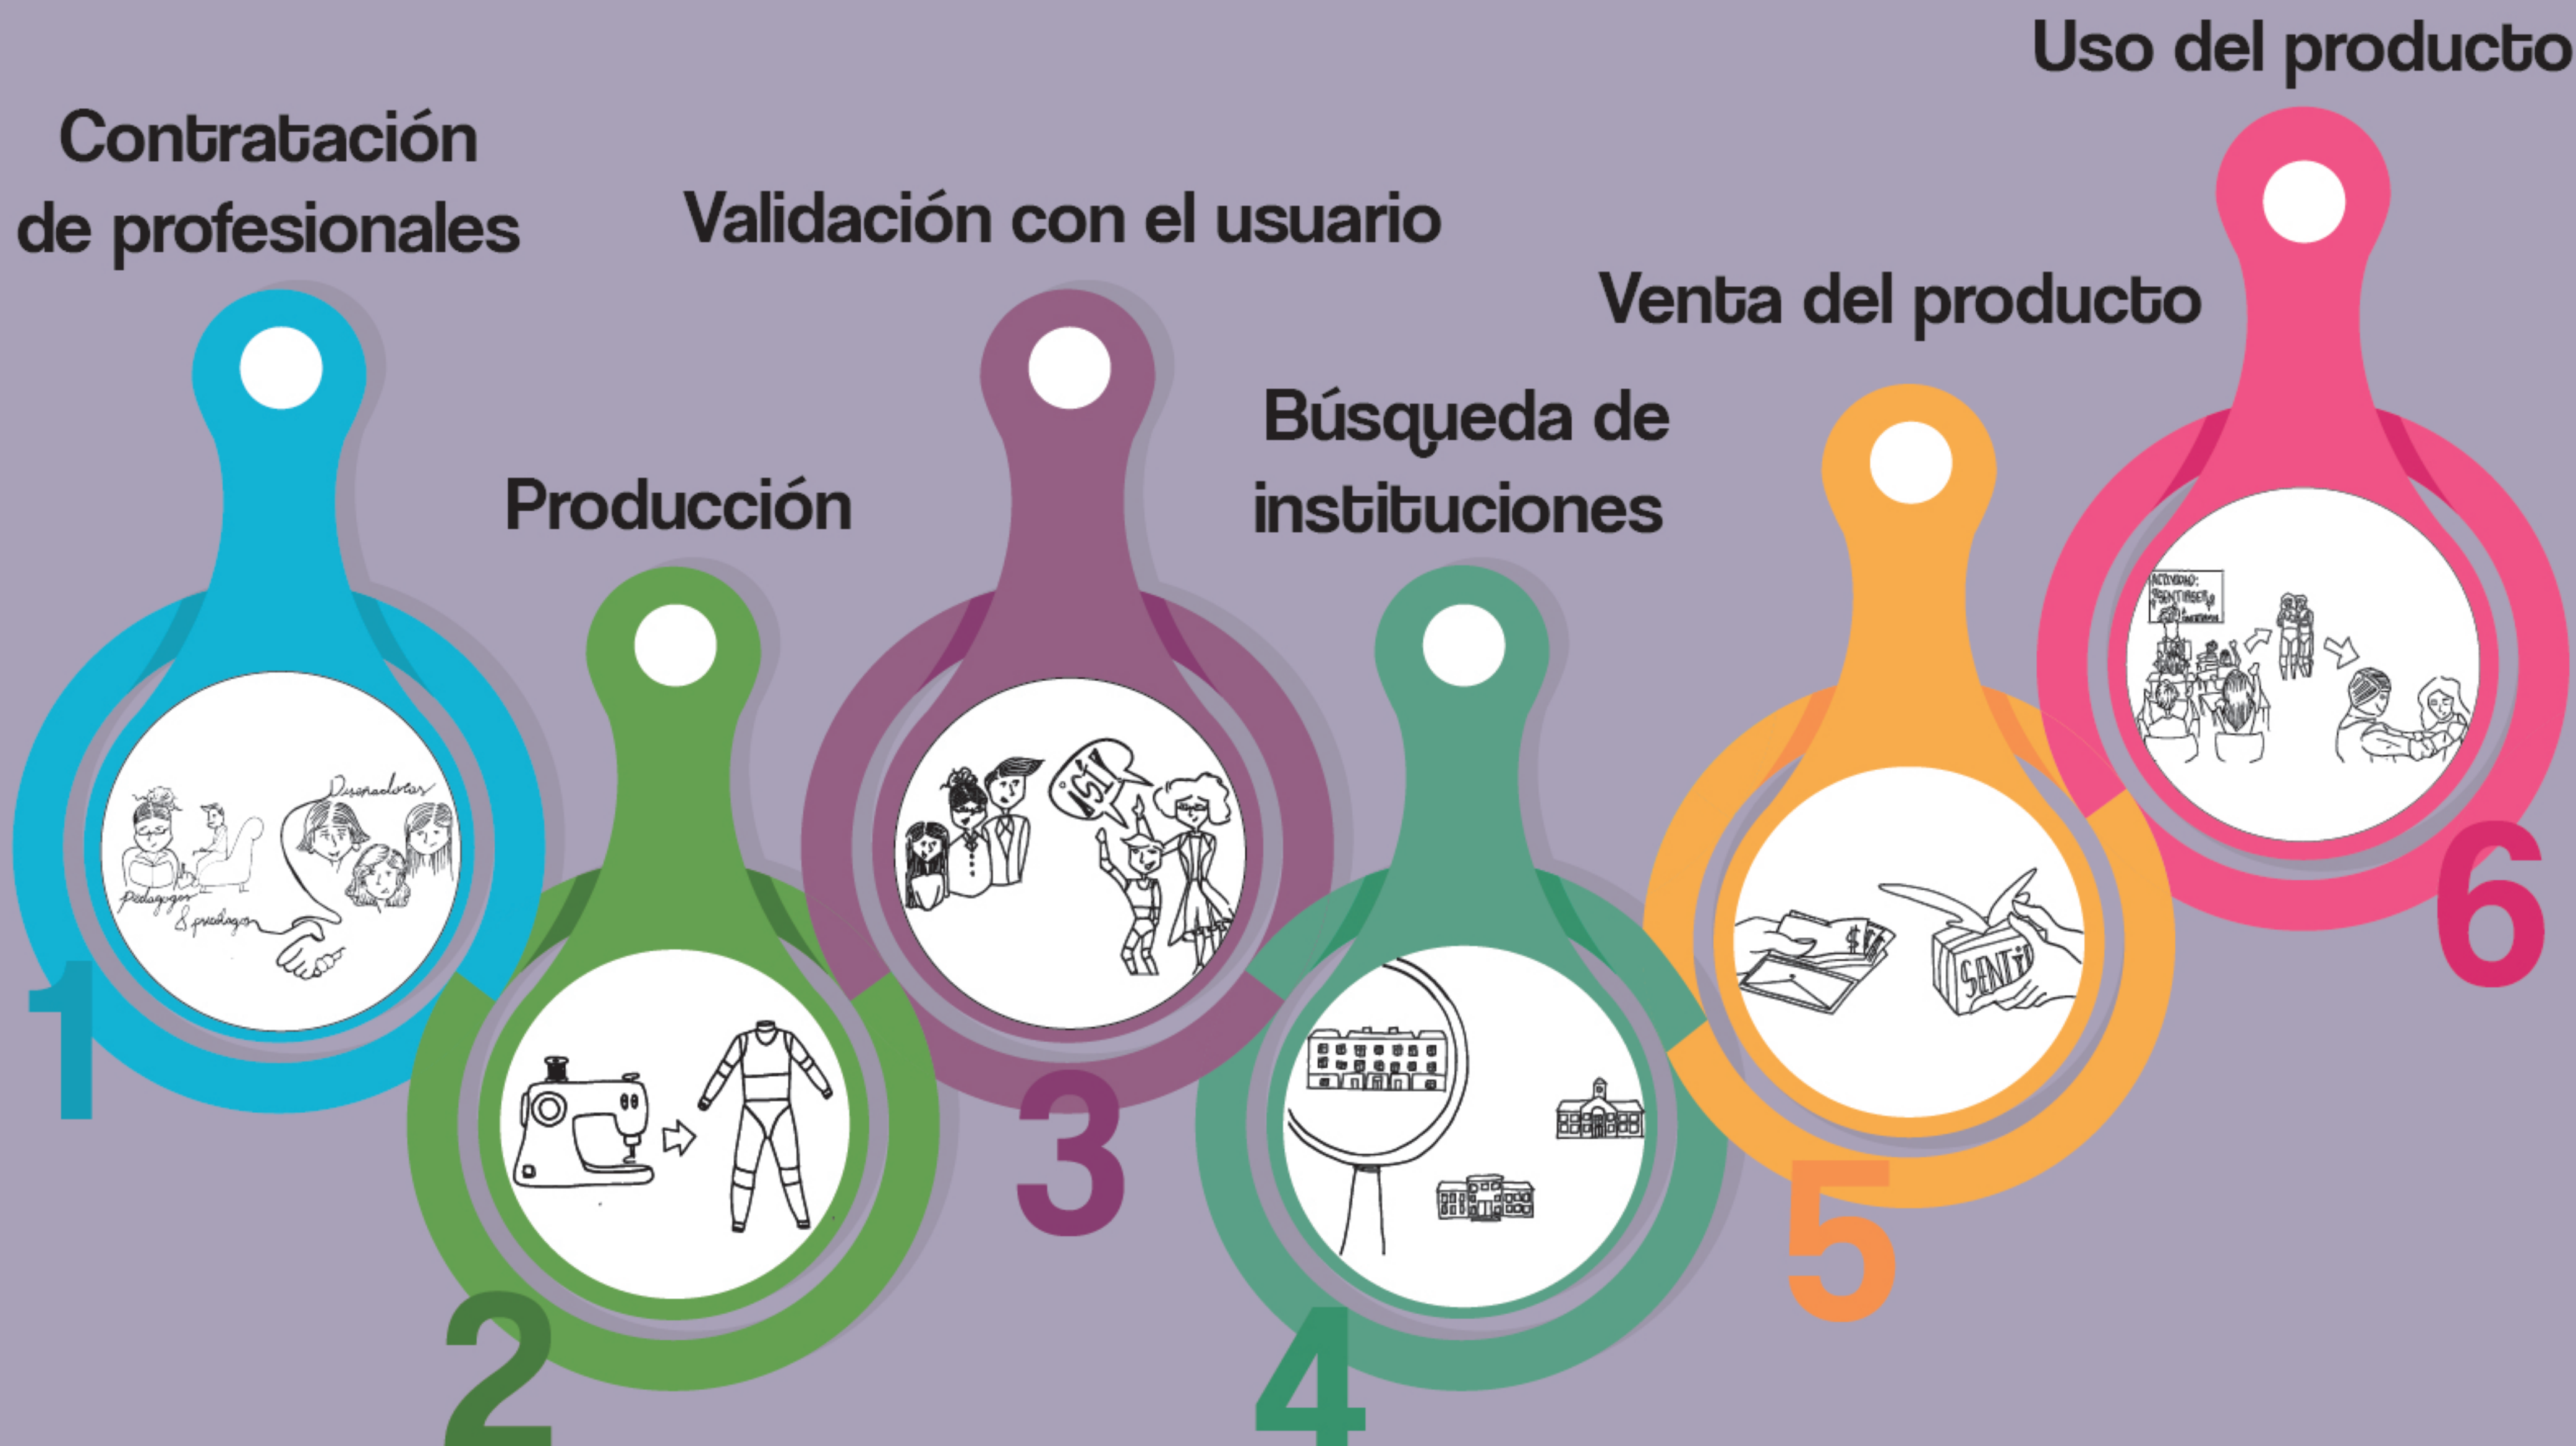 Contratación
de profesionales
Diseñadoras
Pedagogos
& psicólogos
1
Producción
2
Validación con el usuario
¡SÍ!
3
Búsqueda de
instituciones
4
Venta del producto
$
SENTIR
5
Uso del producto
ACTIVIDAD:
6